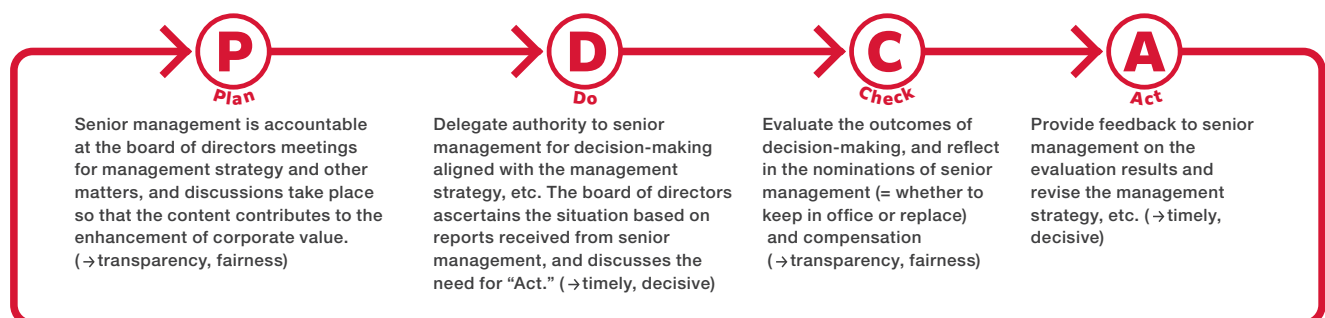 P
Plan
Senior management is accountable
at the board of directors meetings
for management strategy and other
matters, and discussions take place
so that the content contributes to the
enhancement of corporate value.
(→transparency, fairness)
D
Do
Delegate authority to senior
management for decision-making
aligned with the management
strategy, etc. The board of directors
ascertains the situation based on
reports received from senior
management, and discusses the
need for “Act.” (→timely, decisive)
C
Check
Evaluate the outcomes of
decision-making, and reflect
in the nominations of senior
management (= whether to
keep in office or replace)
and compensation
(→transparency, fairness)
A
Act
Provide feedback to senior
management on the
evaluation results and
revise the management
strategy, etc. (→timely,
decisive)